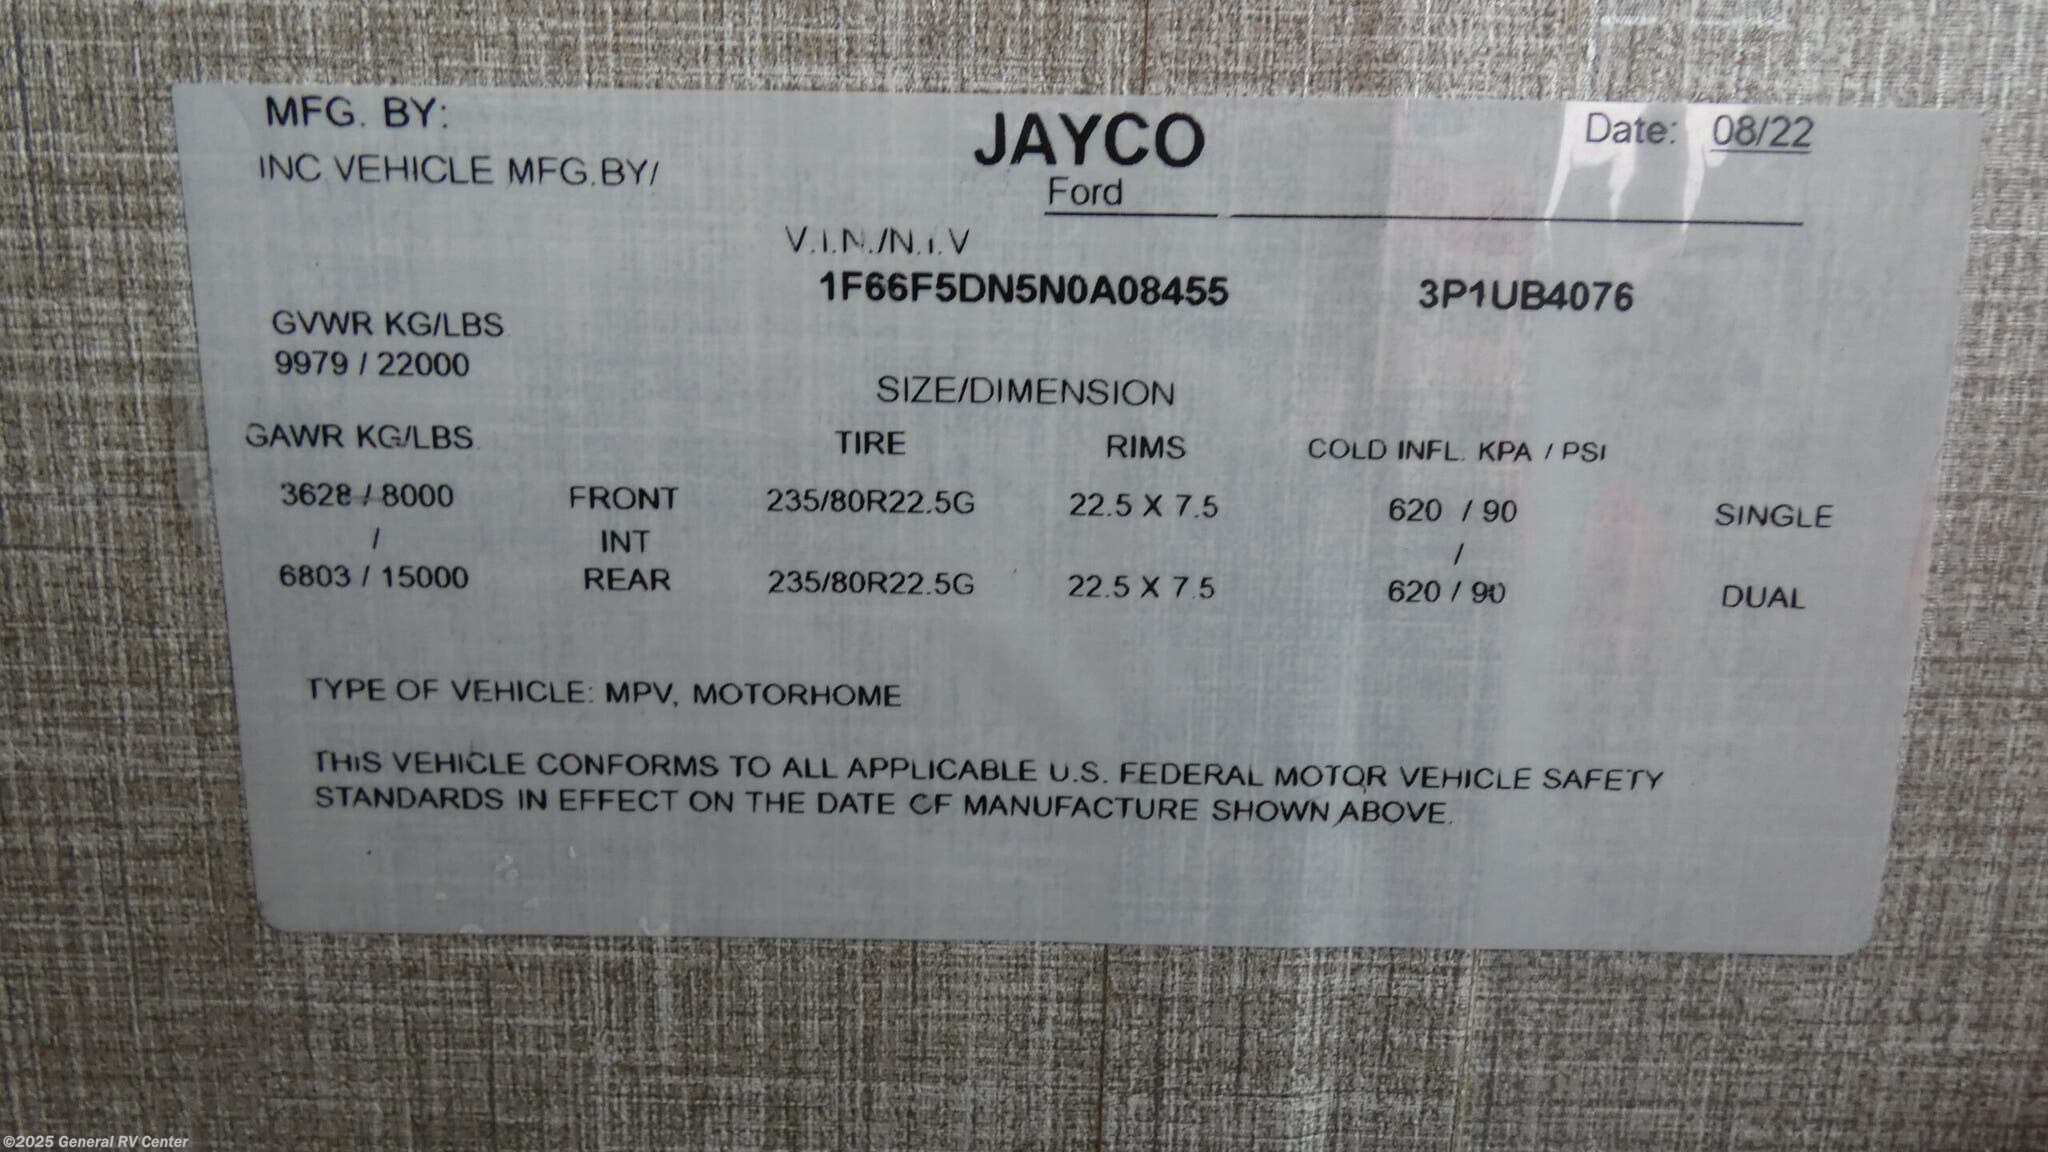 MFG. BY: JAYCO Date: 08/22
INC VEHICLE MFG.BY/ Ford
V.I.N./N.I.V
1F66F5DN5N0A08455 3P1UB4076
GVWR KG/LBS
9979 / 22000
SIZE/DIMENSION
GAWR KG/LBS TIRE RIMS COLD INFL. KPA / PSI
3628 / 8000 FRONT 235/80R22.5G 22.5 X 7.5 620 / 90 SINGLE
/ INT /
6803 / 15000 REAR 235/80R22.5G 22.5 X 7.5 620 / 90 DUAL
TYPE OF VEHICLE: MPV, MOTORHOME
THIS VEHICLE CONFORMS TO ALL APPLICABLE U.S. FEDERAL MOTOR VEHICLE SAFETY
STANDARDS IN EFFECT ON THE DATE OF MANUFACTURE SHOWN ABOVE.
©2025 General RV Center